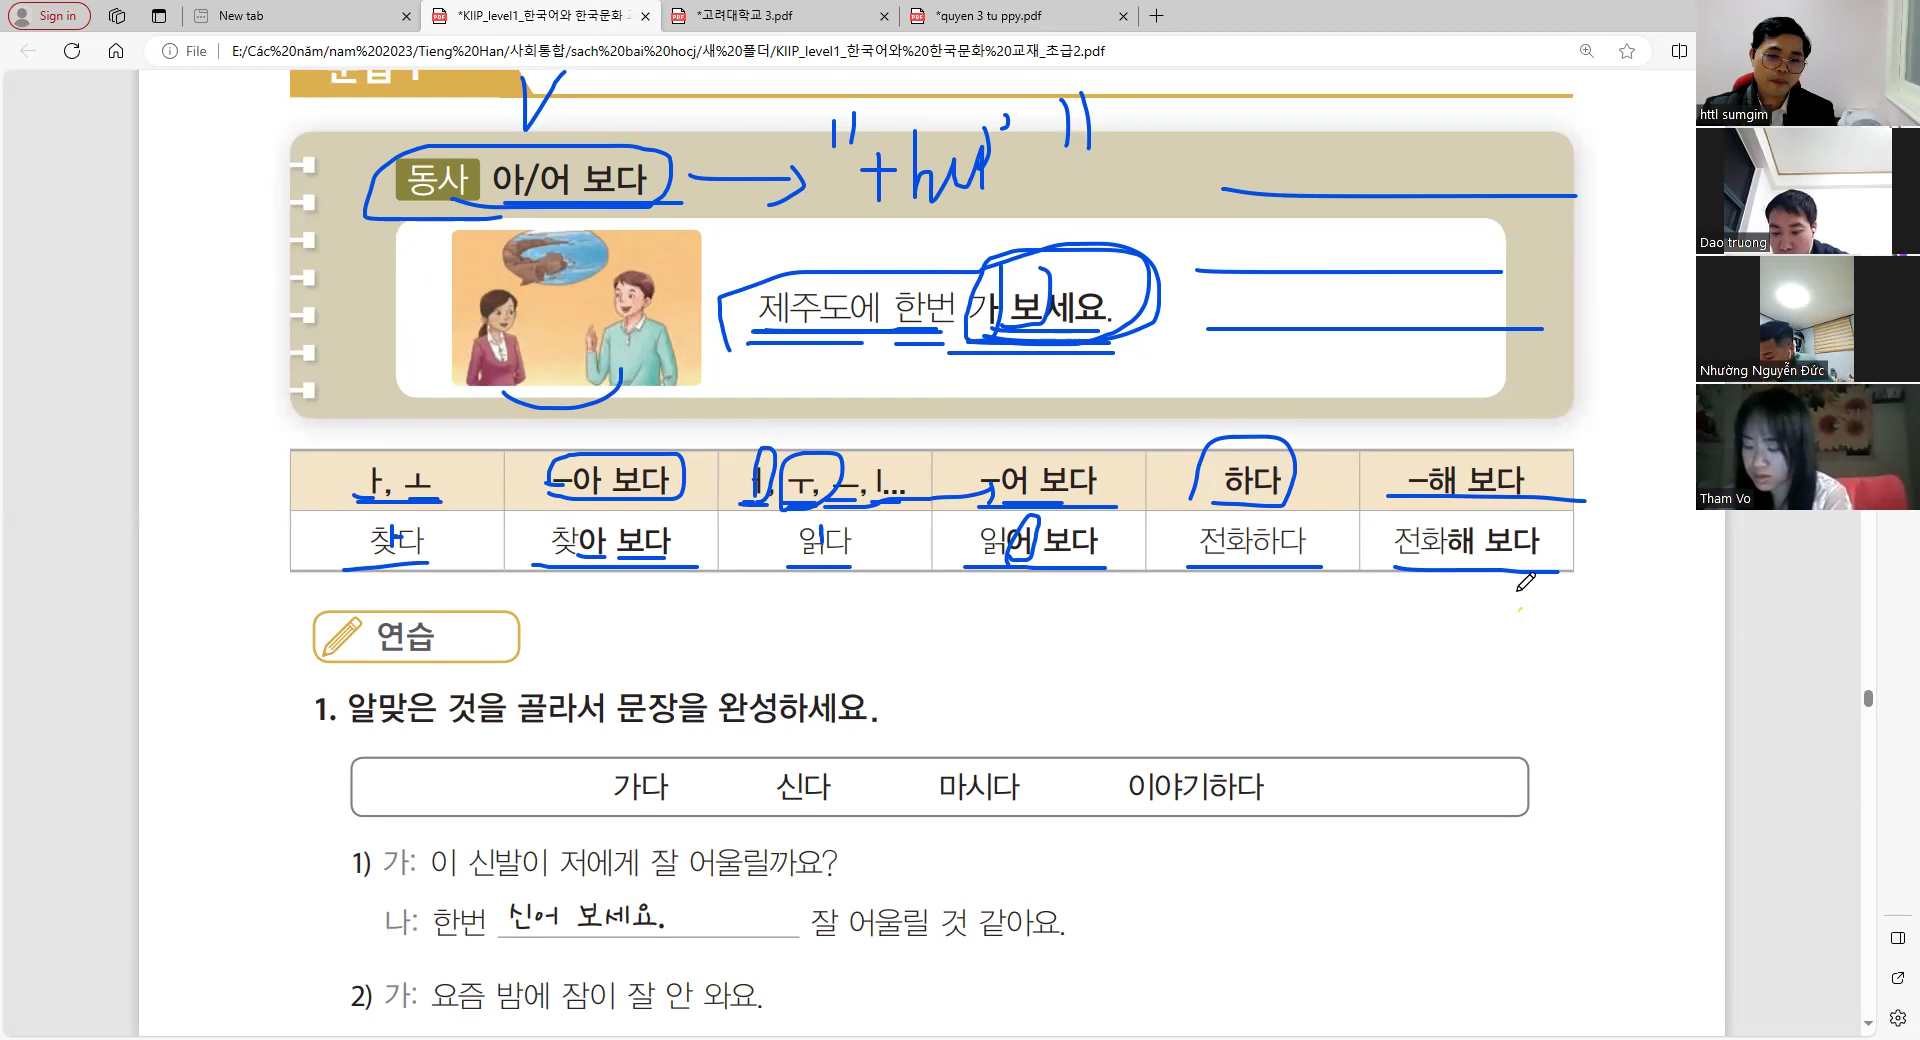 Sign in
New tab
*KIIP_level1_한국어와 한국문화
*고려대학교 3.pdf
*quyen 3 tu ppy.pdf
File
E:/Các%20năm/nam%202023/Tieng%20Han/사회통합/sach%20bai%20hocj/새%20폴더/KIIP_level1_한국어와%20한국문화%20교재_초급2.pdf
동사 아/어 보다
"+thử"
제주도에 한번 가 보세요.
ㅏ, ㅗ -아 보다 ㅓ, ㅜ, ㅡ, ㅣ... -어 보다 하다 -해 보다
찾다 찾아 보다 읽다 읽어 보다 전화하다 전화해 보다
연습
1. 알맞은 것을 골라서 문장을 완성하세요.
가다 신다 마시다 이야기하다
1) 가: 이 신발이 저에게 잘 어울릴까요?
나: 한번 신어 보세요. 잘 어울릴 것 같아요.
2) 가: 요즘 밤에 잠이 잘 안 와요.
httl sumgim
Dao truong
Nhường Nguyễn Đức
Tham Vo